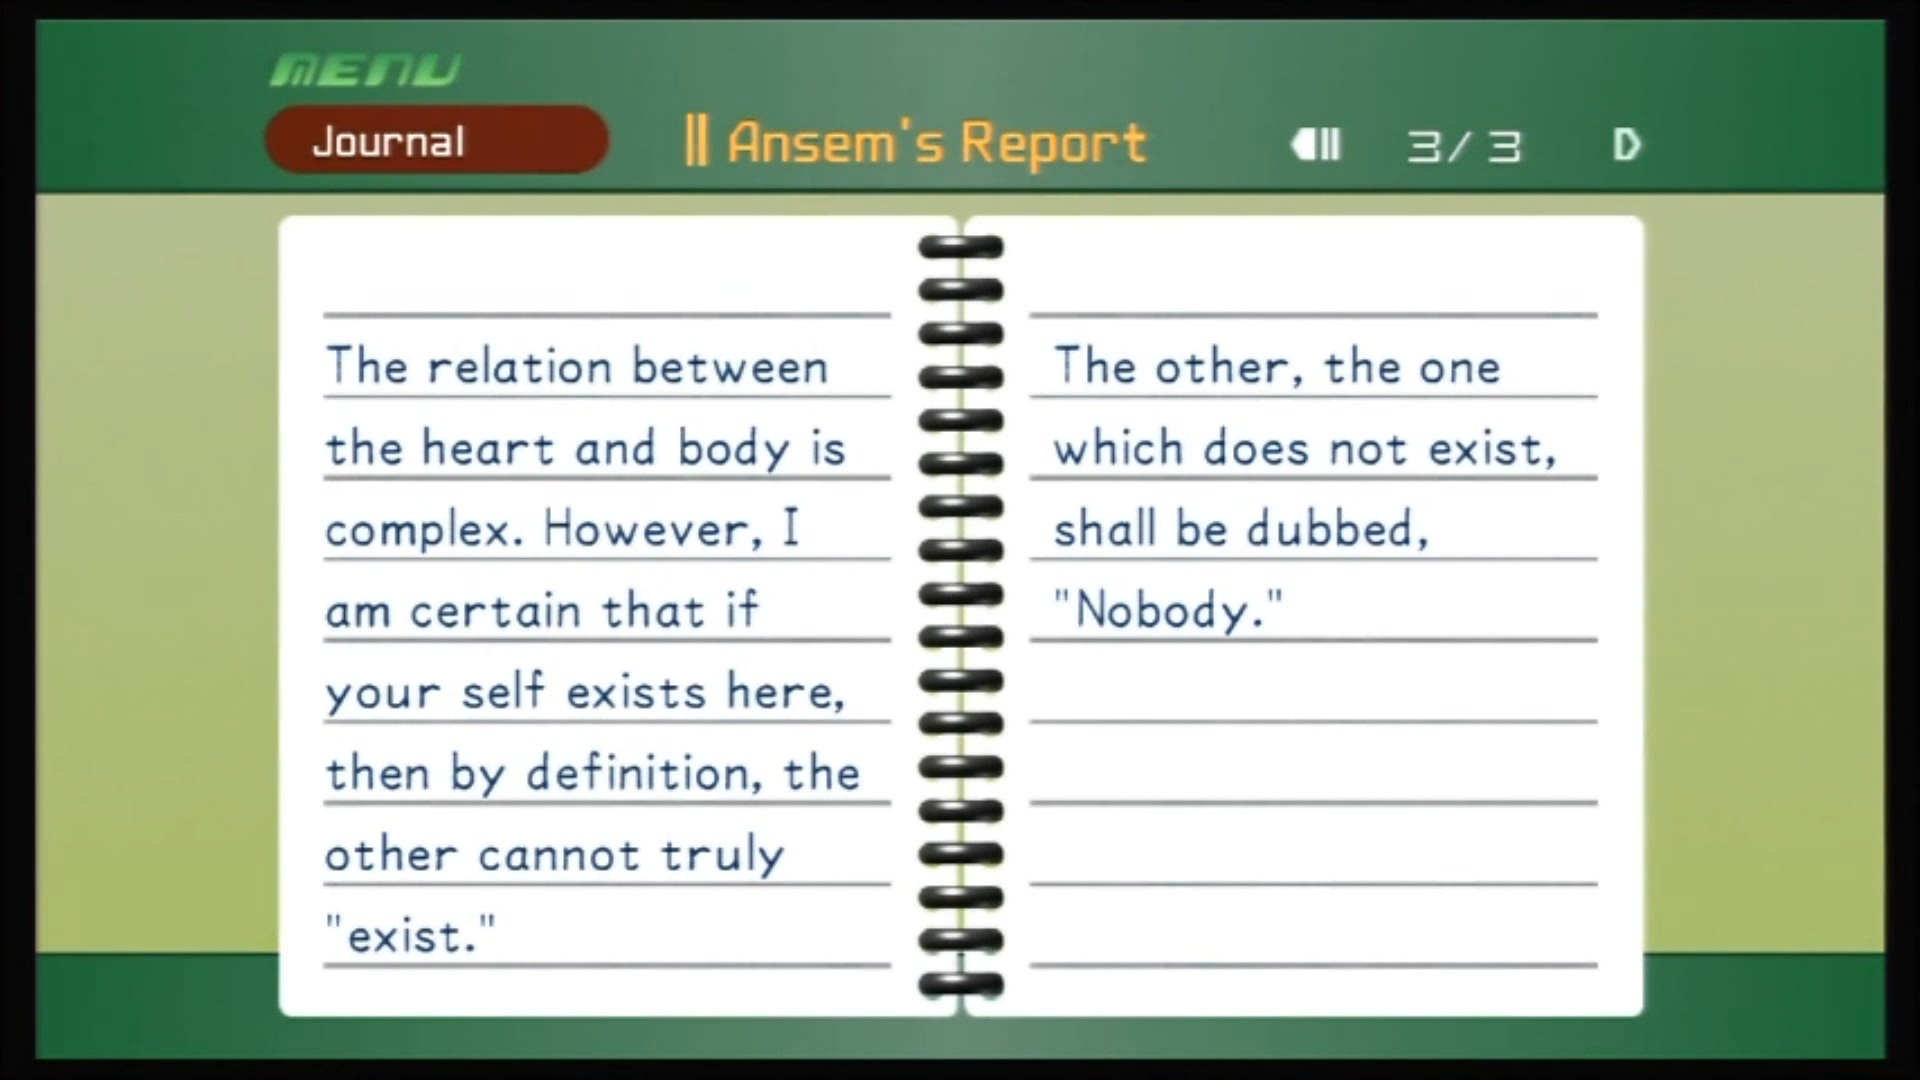 MENU
Journal
Ansem's Report
3/3
The relation between
the heart and body is
complex. However, I
am certain that if
your self exists here,
then by definition, the
other cannot truly
"exist."
The other, the one
which does not exist,
shall be dubbed,
"Nobody."